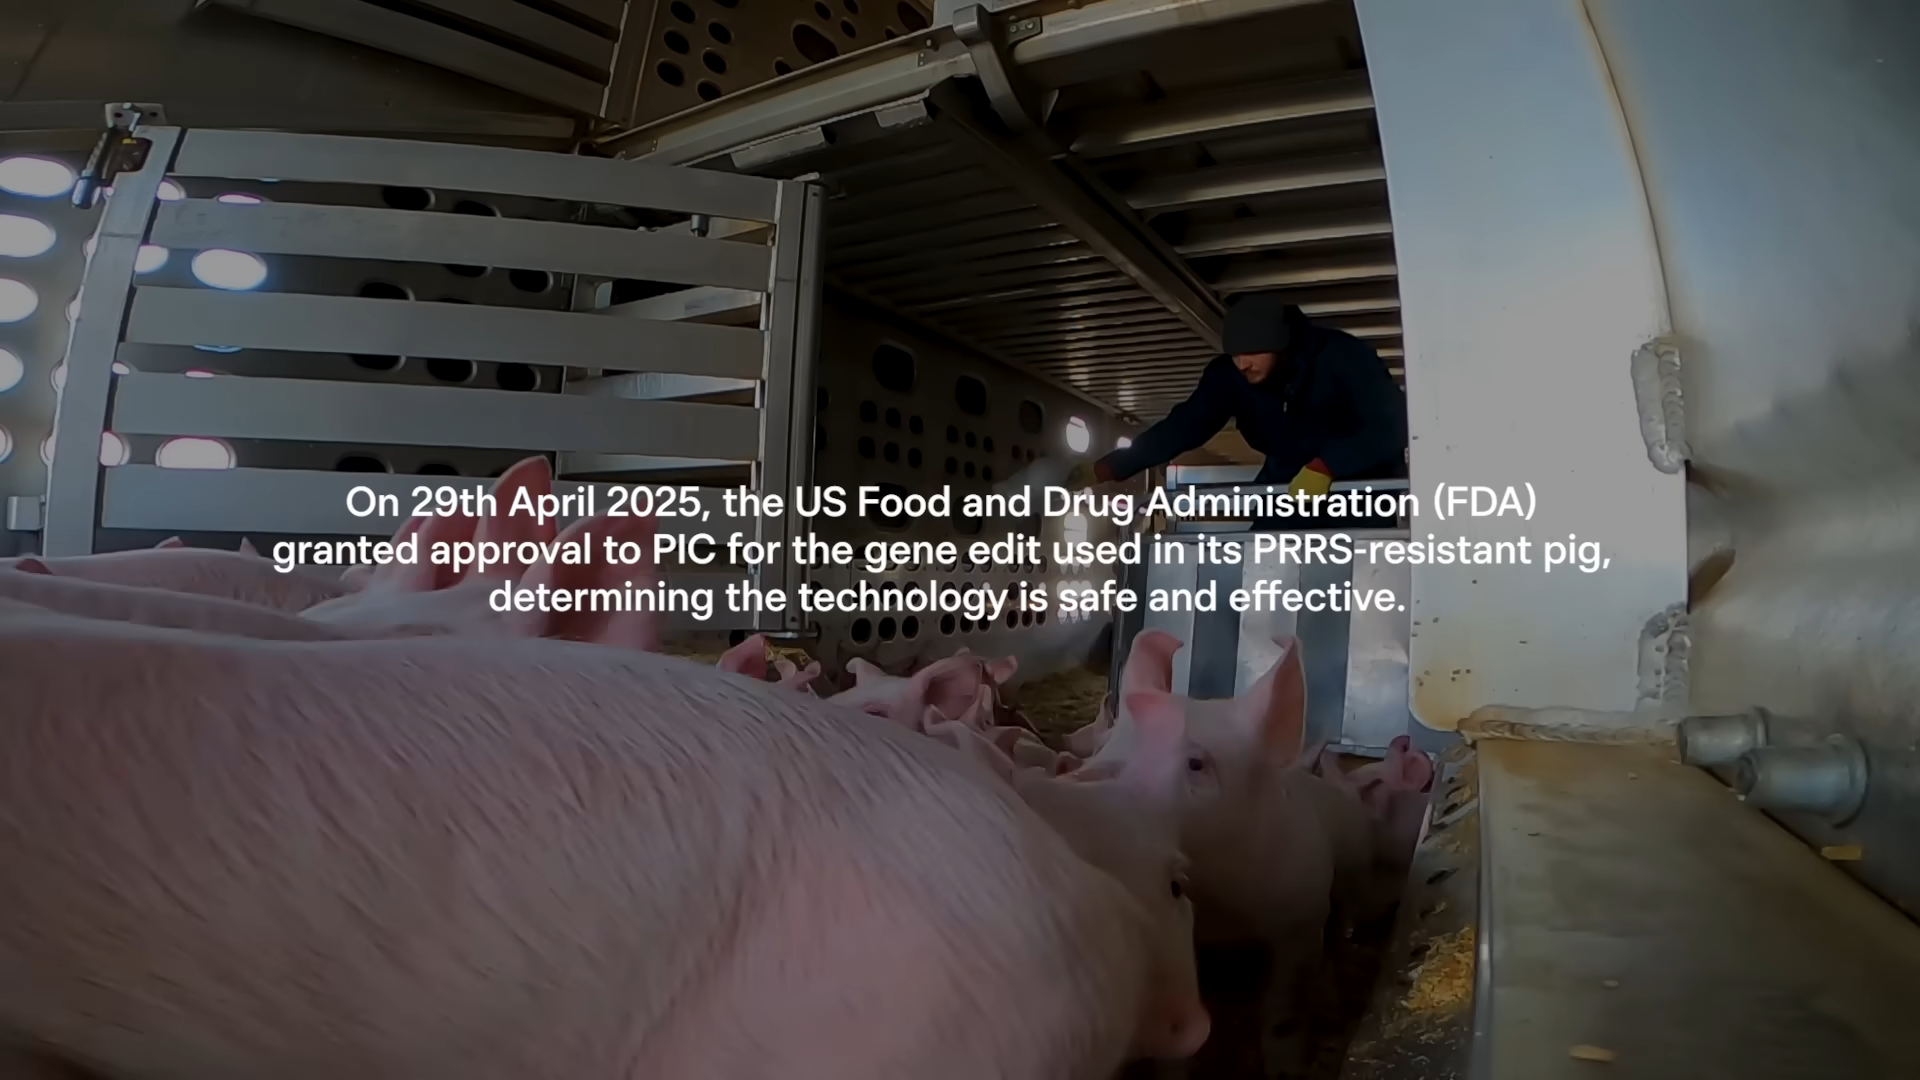 On 29th April 2025, the US Food and Drug Administration (FDA)
granted approval to PIC for the gene edit used in its PRRS-resistant pig,
determining the technology is safe and effective.